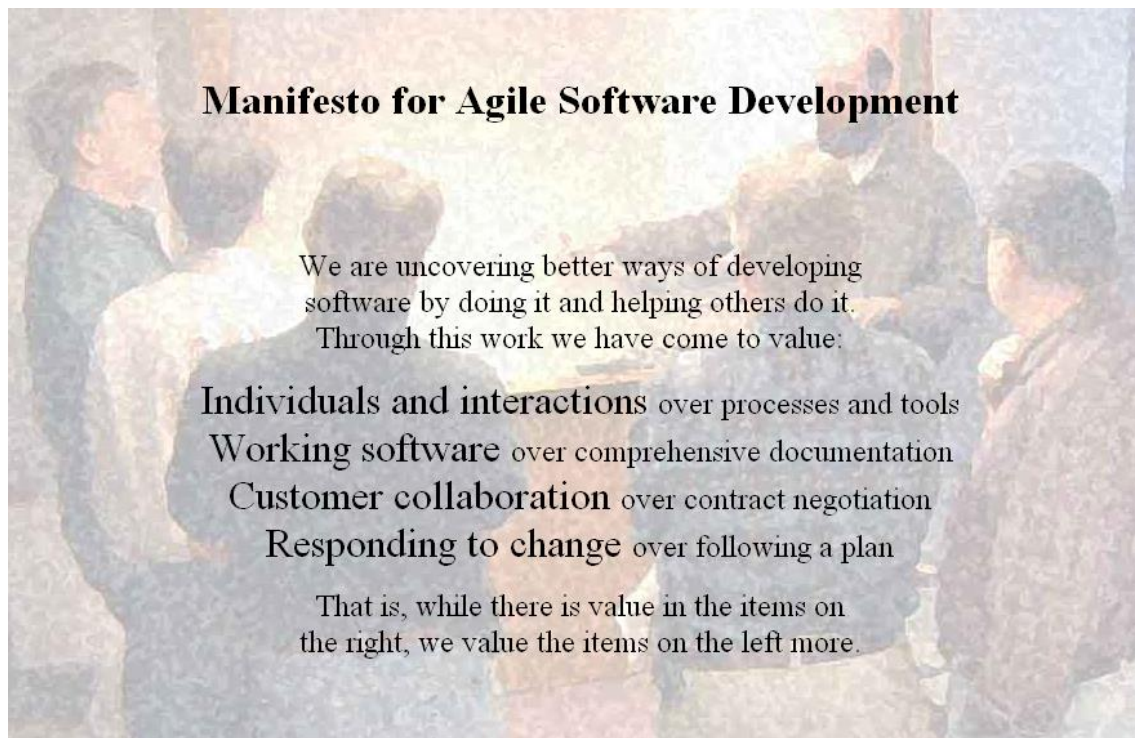 Manifesto for Agile Software Development
We are uncovering better ways of developing
software by doing it and helping others do it.
Through this work we have come to value:
Individuals and interactions over processes and tools
Working software over comprehensive documentation
Customer collaboration over contract negotiation
Responding to change over following a plan
That is, while there is value in the items on
the right, we value the items on the left more.